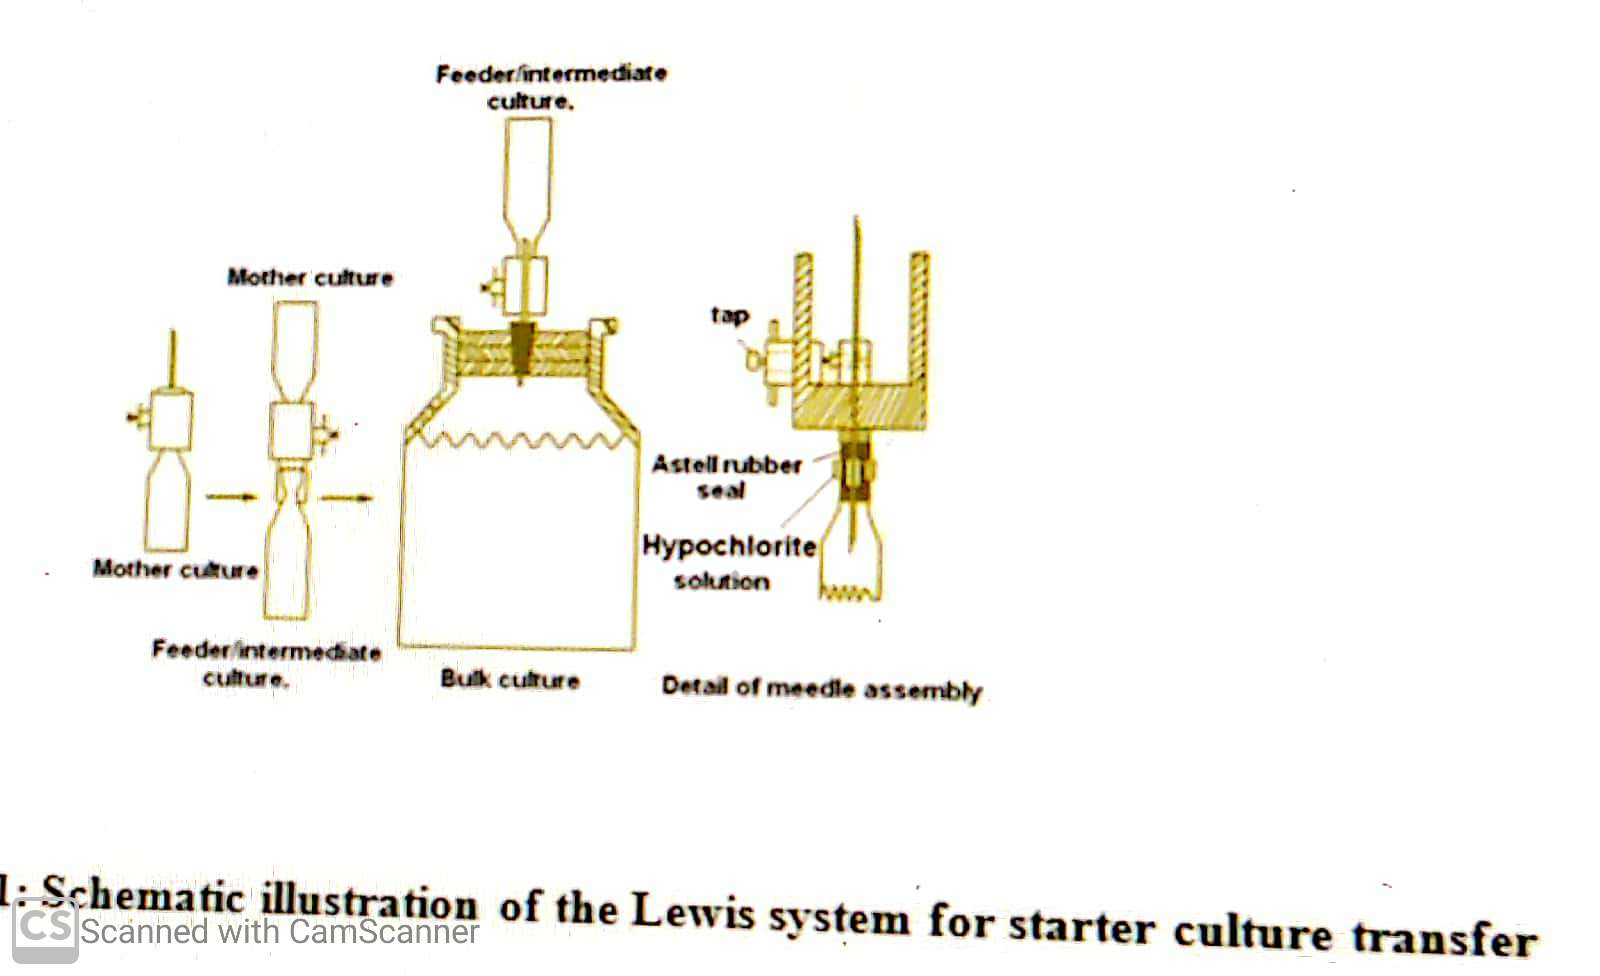 Feeder/intermediate
culture.
Mother culture
tap
Astell rubber
seal
Hypochlorite
solution
Mother culture
Feeder/intermediate
culture.
Bulk culture
Detail of meedle assembly
1: Schematic illustration of the Lewis system for starter culture transfer
CS Scanned with CamScanner